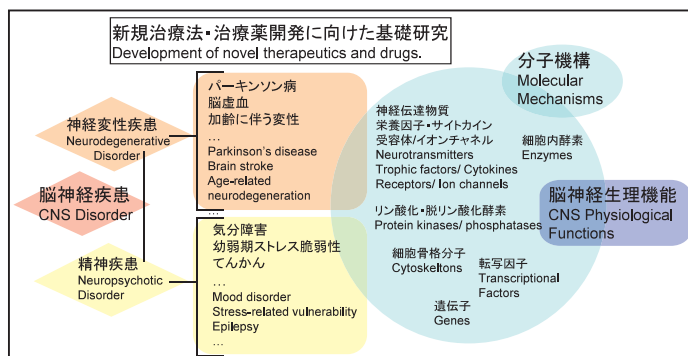 新規治療法・治療薬開発に向けた基礎研究
Development of novel therapeutics and drugs.
分子機構
Molecular
Mechanisms
神経変性疾患
Neurodegenerative
Disorder
脳神経疾患
CNS Disorder
精神疾患
Neuropsychotic
Disorder
パーキンソン病
脳虚血
加齢に伴う変性
...
Parkinson's disease
Brain stroke
Age-related
neurodegeneration
...
気分障害
幼弱期ストレス脆弱性
てんかん
...
Mood disorder
Stress-related vulnerability
Epilepsy
...
神経伝達物質
栄養因子・サイトカイン
受容体/イオンチャネル
Neurotransmitters
Trophic factors/ Cytokines
Receptors/ Ion channels
細胞内酵素
Enzymes
リン酸化・脱リン酸化酵素
Protein kinases/ phosphatases
細胞骨格分子
Cytoskeltons
転写因子
Transcriptional
Factors
遺伝子
Genes
脳神経生理機能
CNS Physiological
Functions